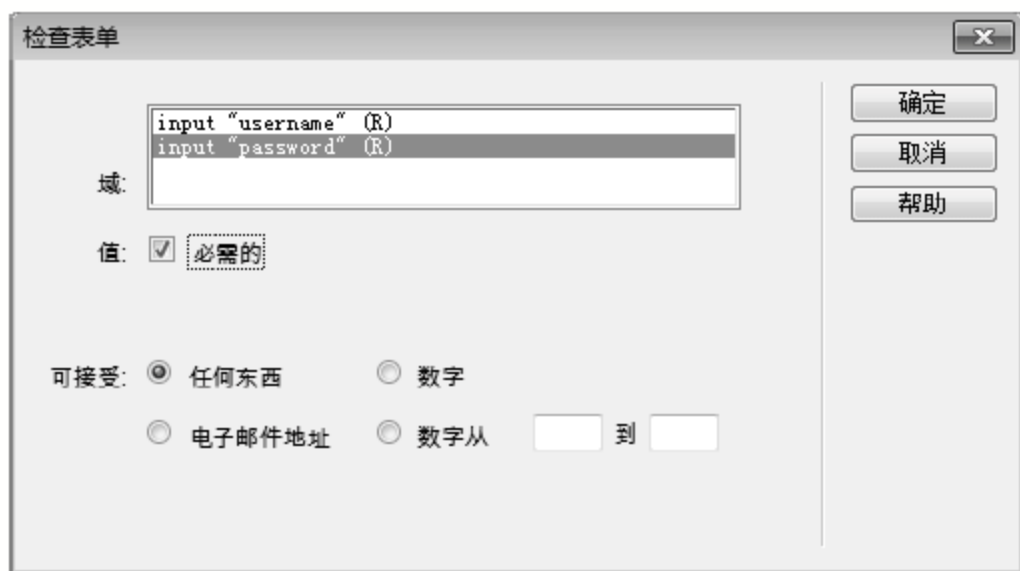 检查表单
域:
input "username" (R)
input "password" (R)
值: 必需的
可接受: 任何东西 数字
电子邮件地址 数字从 到
确定
取消
帮助